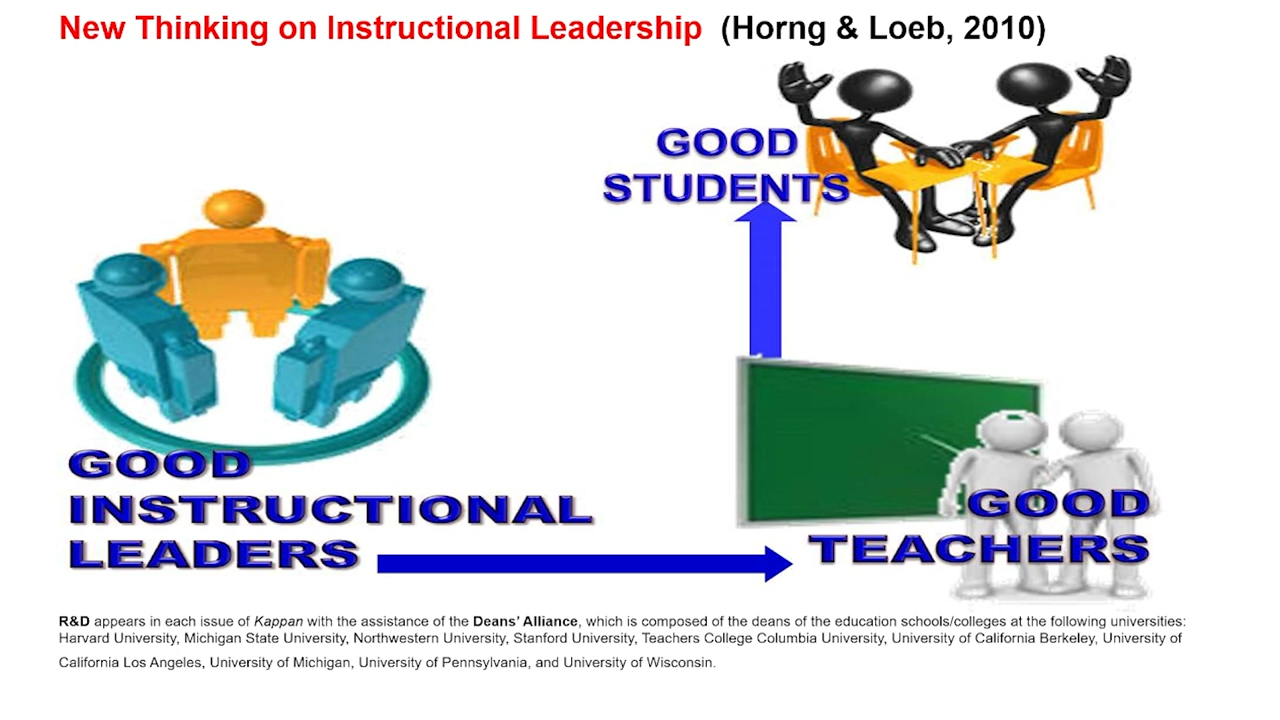 New Thinking on Instructional Leadership (Horng & Loeb, 2010)
GOOD
STUDENTS
GOOD
INSTRUCTIONAL
LEADERS
GOOD
TEACHERS
R&D appears in each issue of Kappan with the assistance of the Deans’ Alliance, which is composed of the deans of the education schools/colleges at the following universities:
Harvard University, Michigan State University, Northwestern University, Stanford University, Teachers College Columbia University, University of California Berkeley, University of
California Los Angeles, University of Michigan, University of Pennsylvania, and University of Wisconsin.